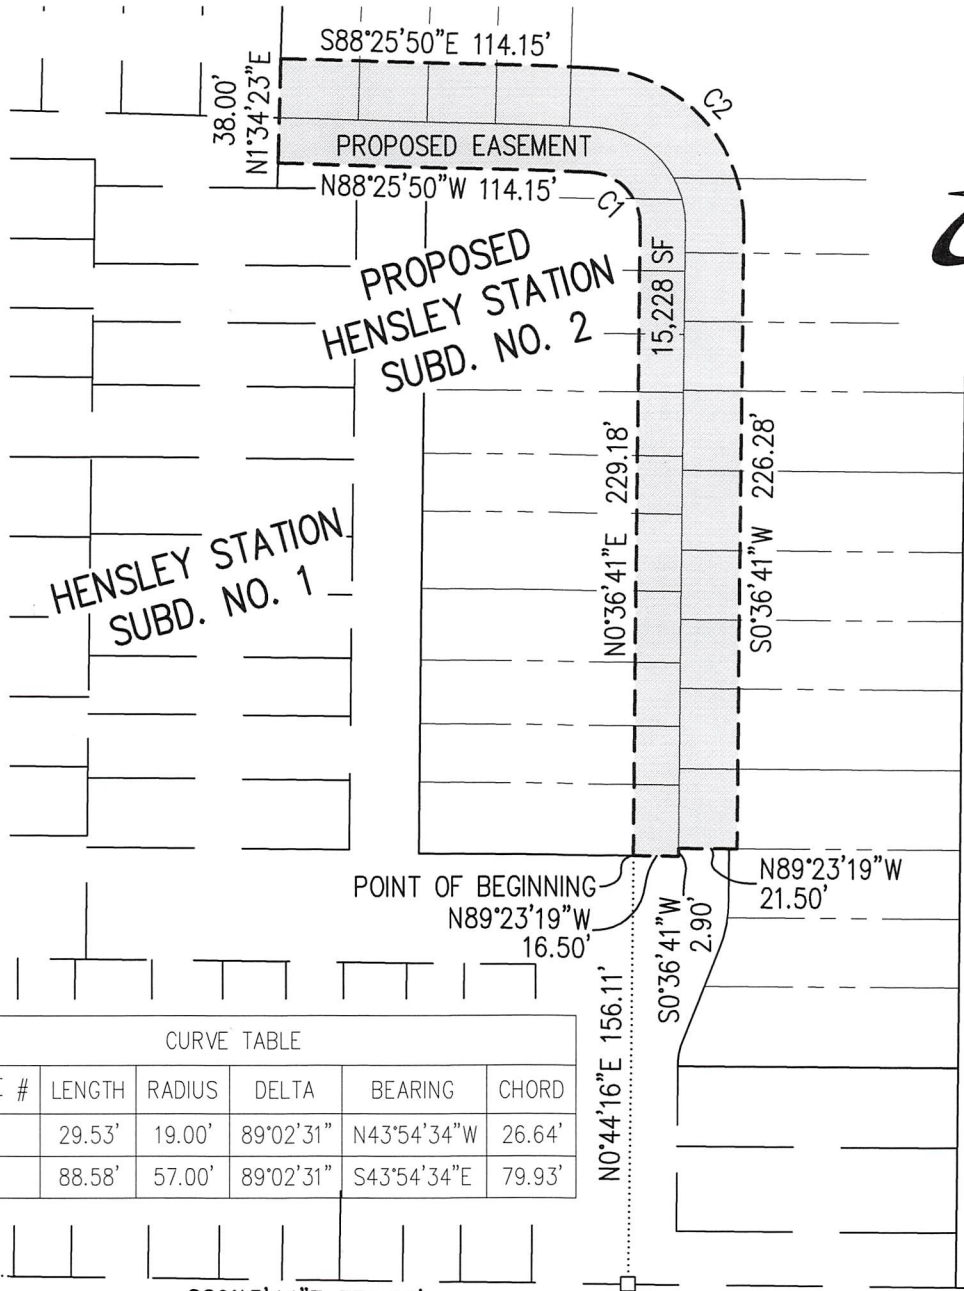 S88°25'50"E 114.15'
38.00'
N1°34'23"E
C2
PROPOSED EASEMENT
N88°25'50"W 114.15'
C1
PROPOSED
HENSLEY STATION
SUBD. NO. 2
15,228 SF
HENSLEY STATION
SUBD. NO. 1
N0°36'41"E 229.18'
S0°36'41"W 226.28'
POINT OF BEGINNING
N89°23'19"W
16.50'
S0°36'41"W
2.90'
N89°23'19"W
21.50'
N0°44'16"E 156.11'
CURVE TABLE
# LENGTH RADIUS DELTA BEARING CHORD
29.53' 19.00' 89°02'31" N43°54'34"W 26.64'
88.58' 57.00' 89°02'31" S43°54'34"E 79.93'